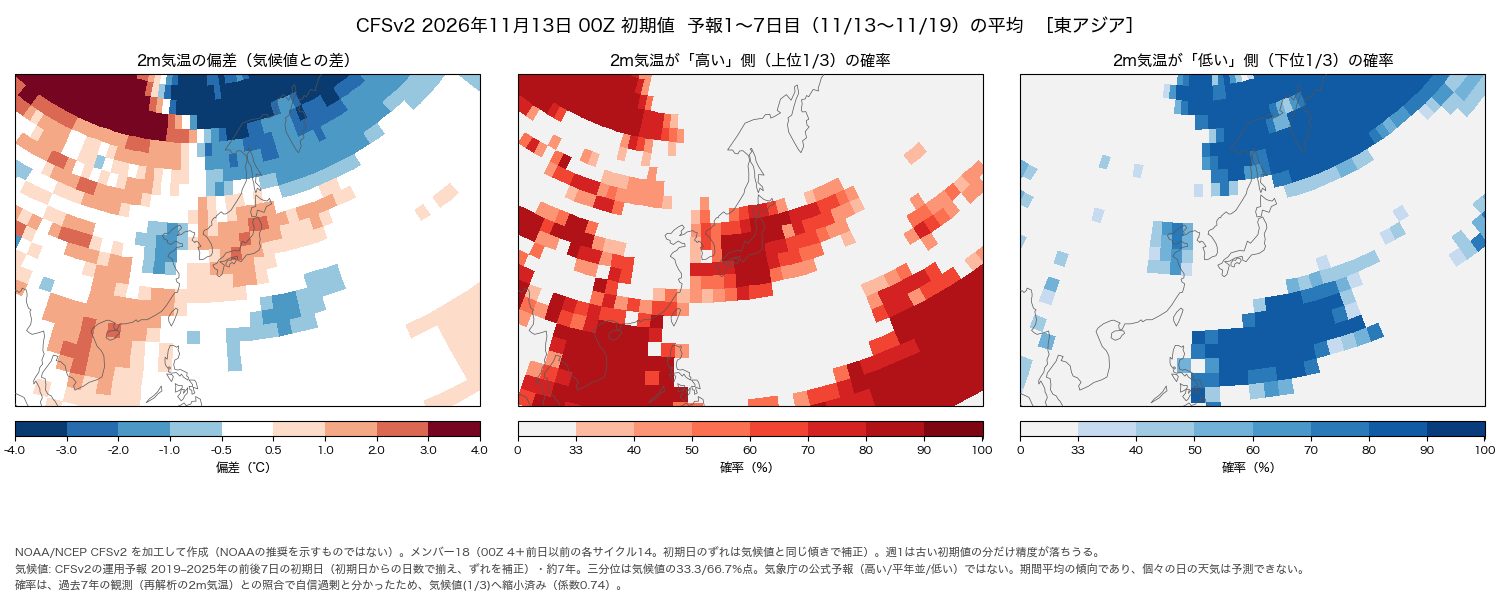 CFSv2 2026年11月13日 00Z 初期値 予報1〜7日目（11/13〜11/19）の平均 ［東アジア］
2m気温の偏差（気候値との差）
2m気温が「高い」側（上位1/3）の確率
2m気温が「低い」側（下位1/3）の確率
-4.0 -3.0 -2.0 -1.0 -0.5 0.5 1.0 2.0 3.0 4.0
偏差（℃）
0 33 40 50 60 70 80 90 100
確率（%）
0 33 40 50 60 70 80 90 100
確率（%）
NOAA/NCEP CFSv2 を加工して作成（NOAAの推奨を示すものではない）。メンバー18（00Z 4＋前日以前の各サイクル14。初期日のずれは気候値と同じ傾きで補正）。週1は古い初期値の分だけ精度が落ちうる。
気候値: CFSv2の運用予報 2019–2025年の前後7日の初期日（初期日からの日数で揃え、ずれを補正）・約7年。三分位は気候値の33.3/66.7%点。気象庁の公式予報（高い/平年並/低い）ではない。期間平均の傾向であり、個々の日の天気は予測できない。
確率は、過去7年の観測（再解析の2m気温）との照合で自信過剰と分かったため、気候値(1/3)へ縮小済み（係数0.74）。